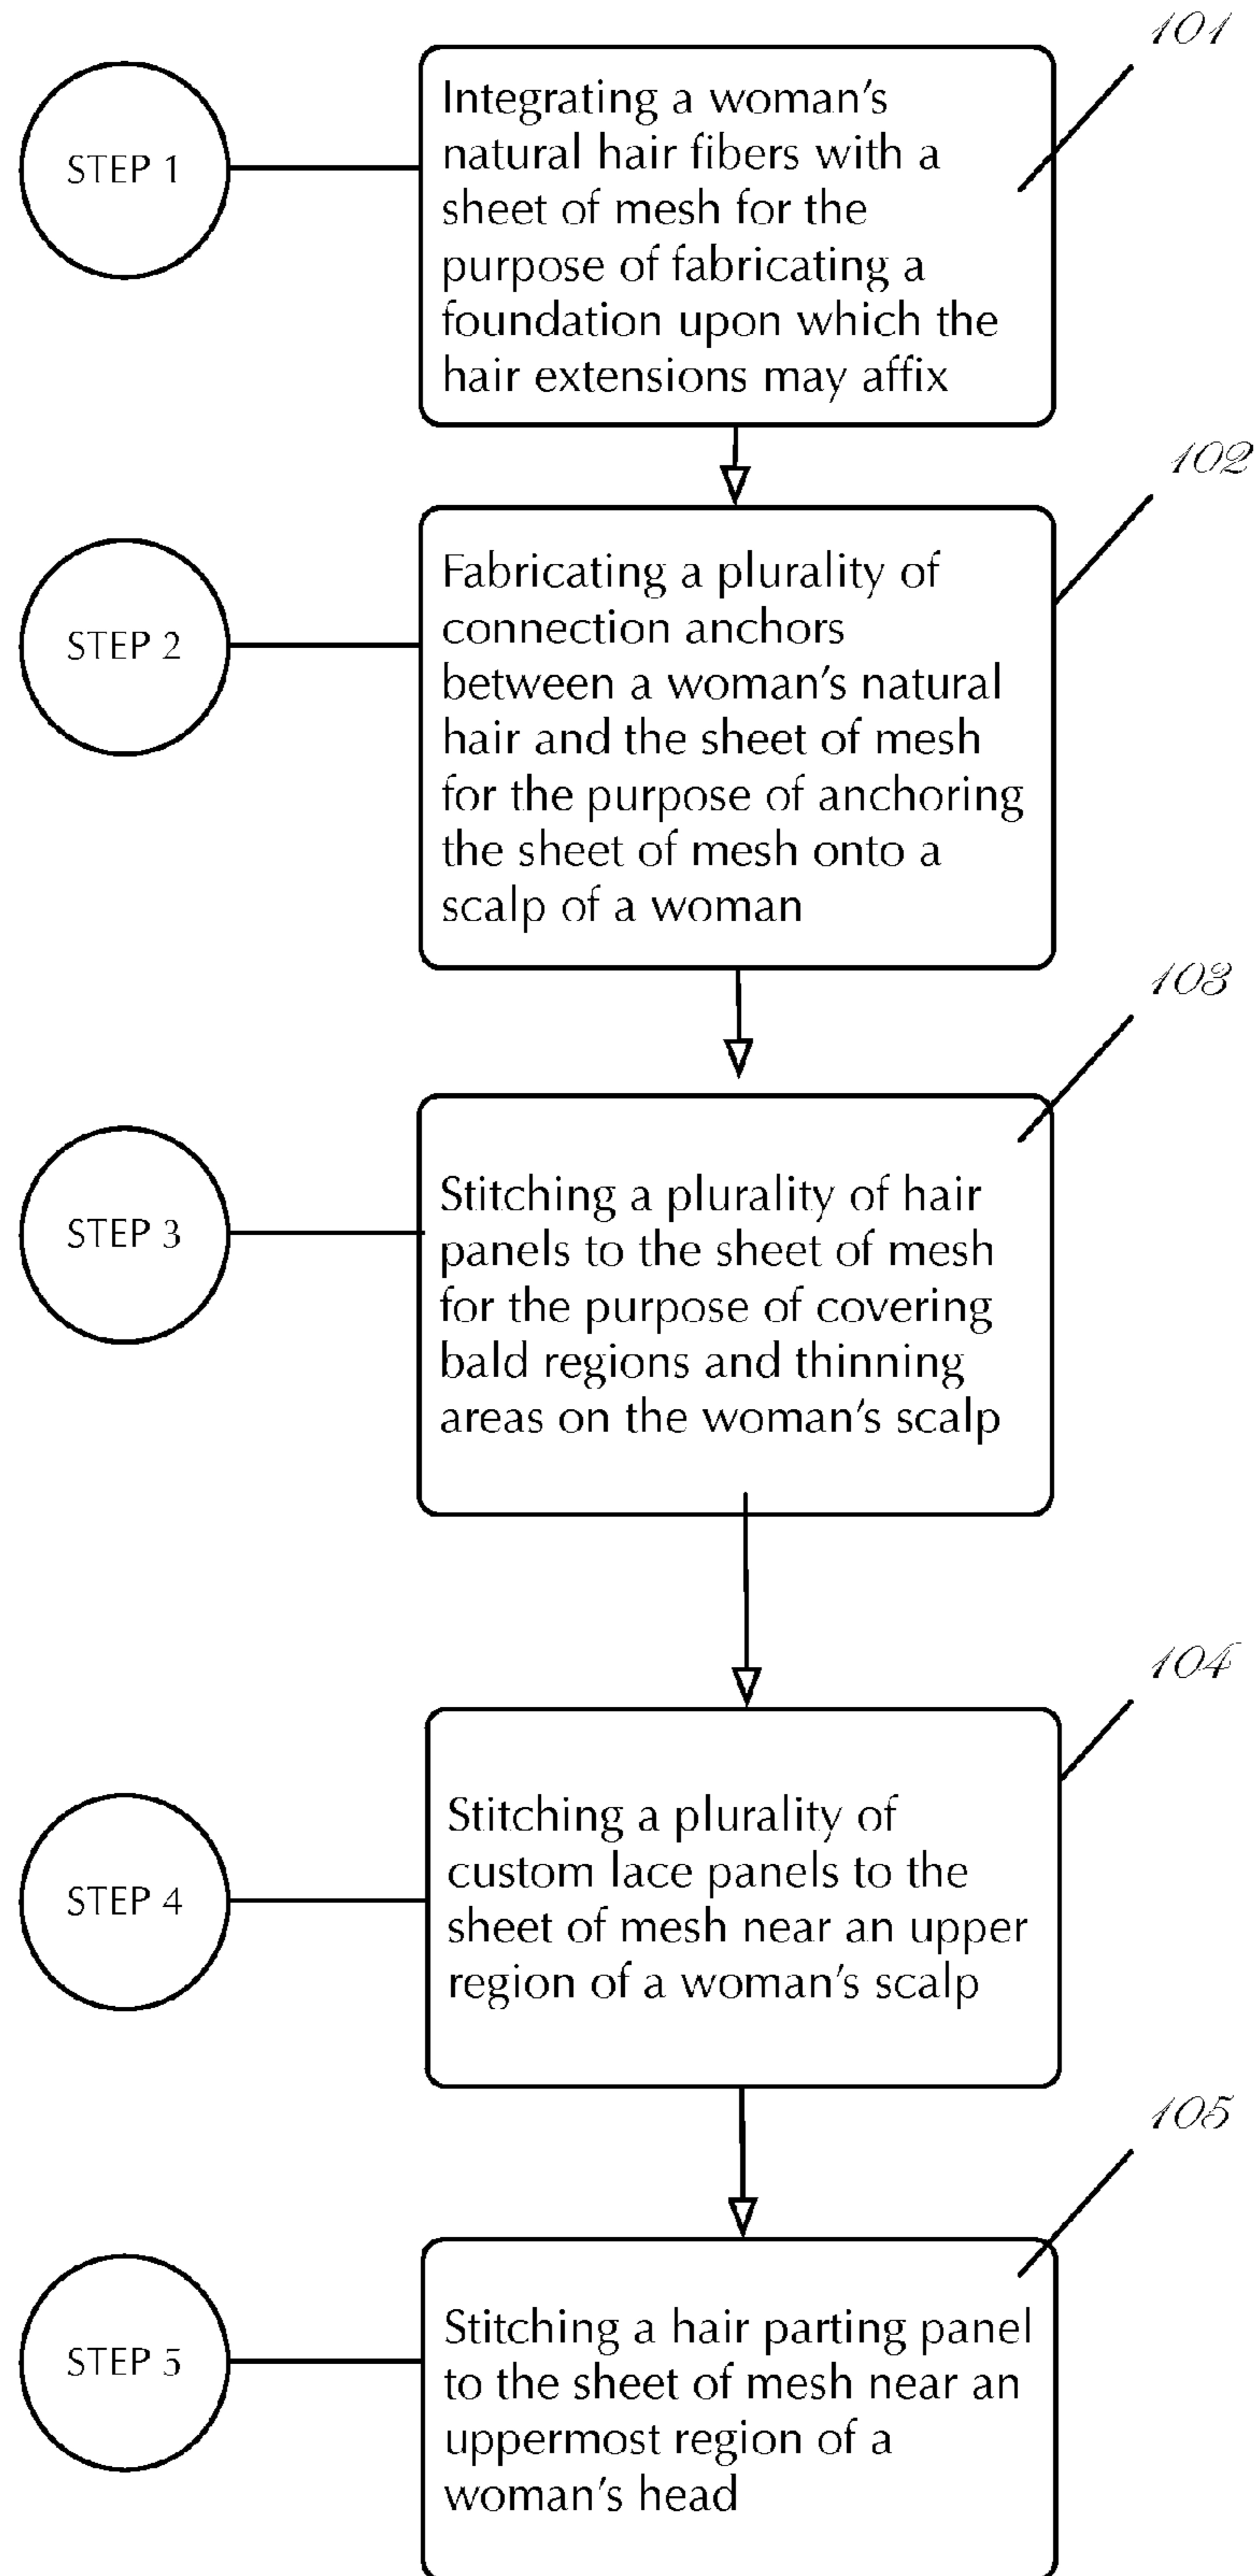 101
STEP 1
Integrating a woman's
natural hair fibers with a
sheet of mesh for the
purpose of fabricating a
foundation upon which the
hair extensions may affix
102
STEP 2
Fabricating a plurality of
connection anchors
between a woman's natural
hair and the sheet of mesh
for the purpose of anchoring
the sheet of mesh onto a
scalp of a woman
103
STEP 3
Stitching a plurality of hair
panels to the sheet of mesh
for the purpose of covering
bald regions and thinning
areas on the woman's scalp
104
STEP 4
Stitching a plurality of
custom lace panels to the
sheet of mesh near an upper
region of a woman's scalp
105
STEP 5
Stitching a hair parting panel
to the sheet of mesh near an
uppermost region of a
woman's head